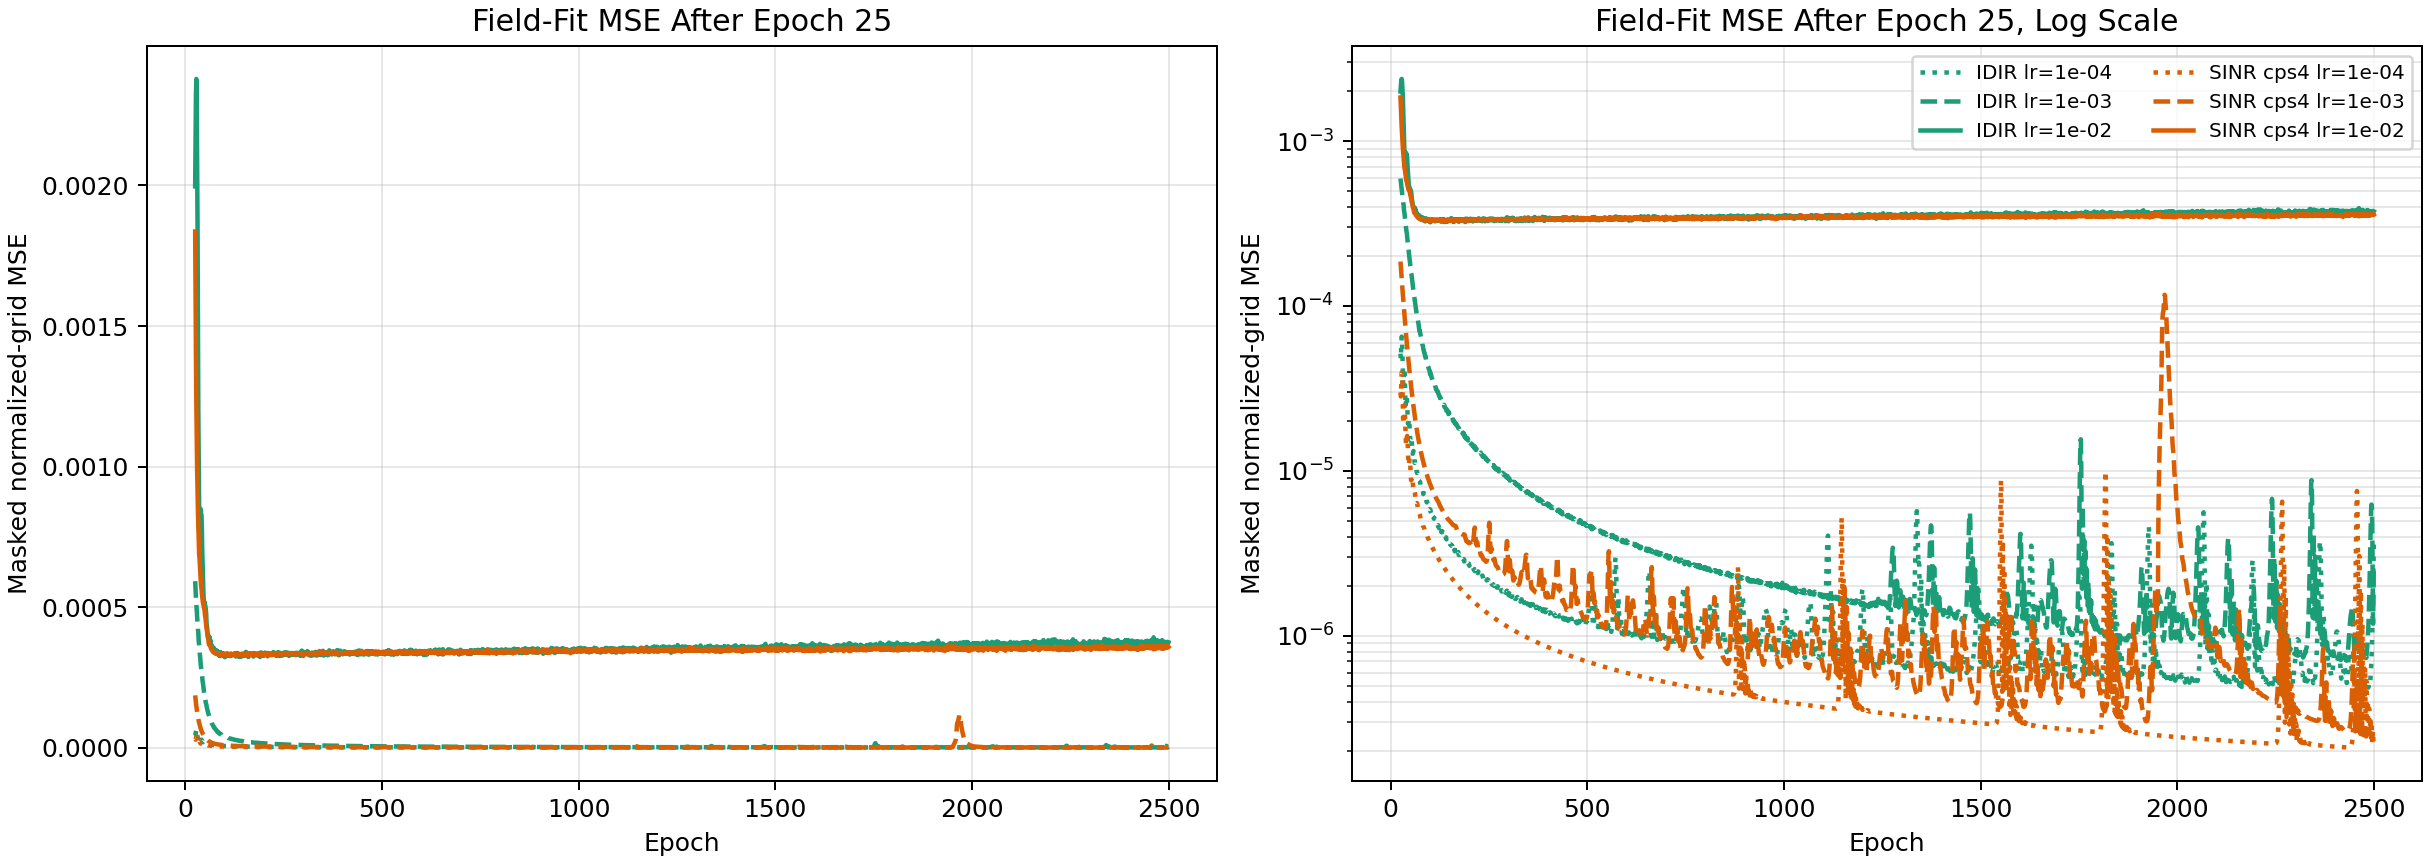 Field-Fit MSE After Epoch 25
Masked normalized-grid MSE
0.0020
0.0015
0.0010
0.0005
0.0000
0
500
1000
1500
2000
2500
Epoch
Field-Fit MSE After Epoch 25, Log Scale
Masked normalized-grid MSE
10⁻³
10⁻⁴
10⁻⁵
10⁻⁶
IDIR lr=1e-04
IDIR lr=1e-03
IDIR lr=1e-02
SINR cps4 lr=1e-04
SINR cps4 lr=1e-03
SINR cps4 lr=1e-02
0
500
1000
1500
2000
2500
Epoch